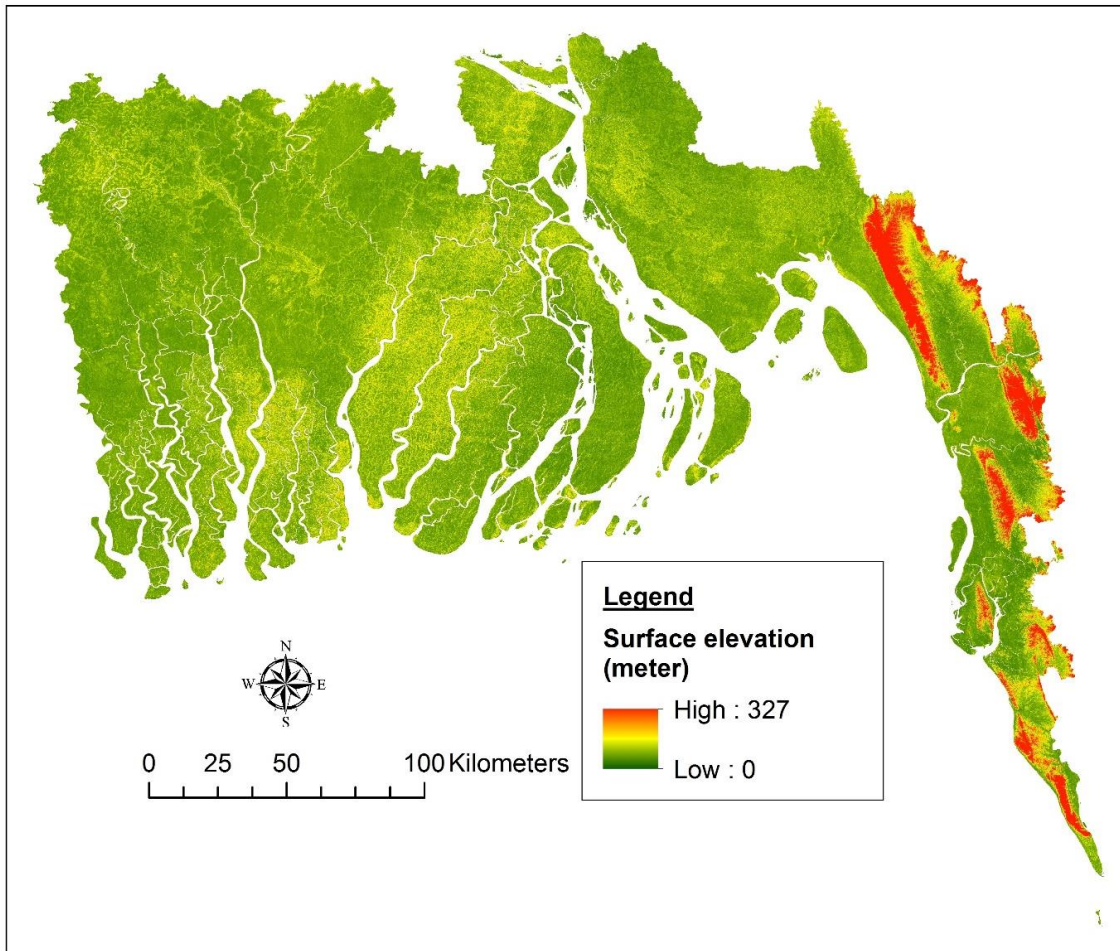 N
W E
S
0 25 50 100 Kilometers
Legend
Surface elevation
(meter)
High : 327
Low : 0